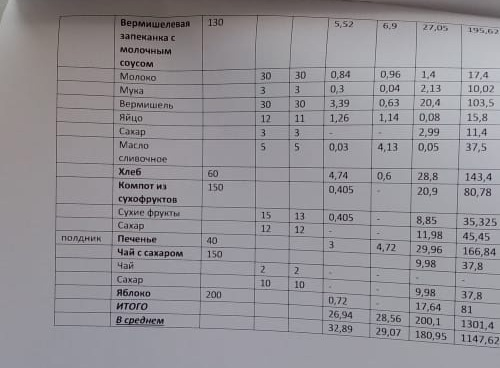 Вермишелевая 130 5,52 6,9 27,05 195,62
запеканка с
молочным
соусом
Молоко 30 30 0,84 0,96 1,4 17,4
Мука 3 3 0,3 0,04 2,13 10,02
Вермишель 30 30 3,39 0,63 20,4 103,5
Яйцо 12 11 1,26 1,14 0,08 15,8
Сахар 3 3 - - 2,99 11,4
Масло 5 5 0,03 4,13 0,05 37,5
сливочное
Хлеб 60 4,74 0,6 28,8 143,4
Компот из 150 0,405 - 20,9 80,78
сухофруктов
Сухие фрукты 15 13 0,405 - 8,85 35,325
Сахар 12 12 - - 11,98 45,45
полдник Печенье 40 3 4,72 29,96 166,84
Чай с сахаром 150 - - 9,98 37,8
Чай 2 2 - - - -
Сахар 10 10 - - 9,98 37,8
Яблоко 200 0,72 - 17,64 81
ИТОГО 26,94 28,56 200,1 1301,4
В среднем 32,89 29,07 180,95 1147,62